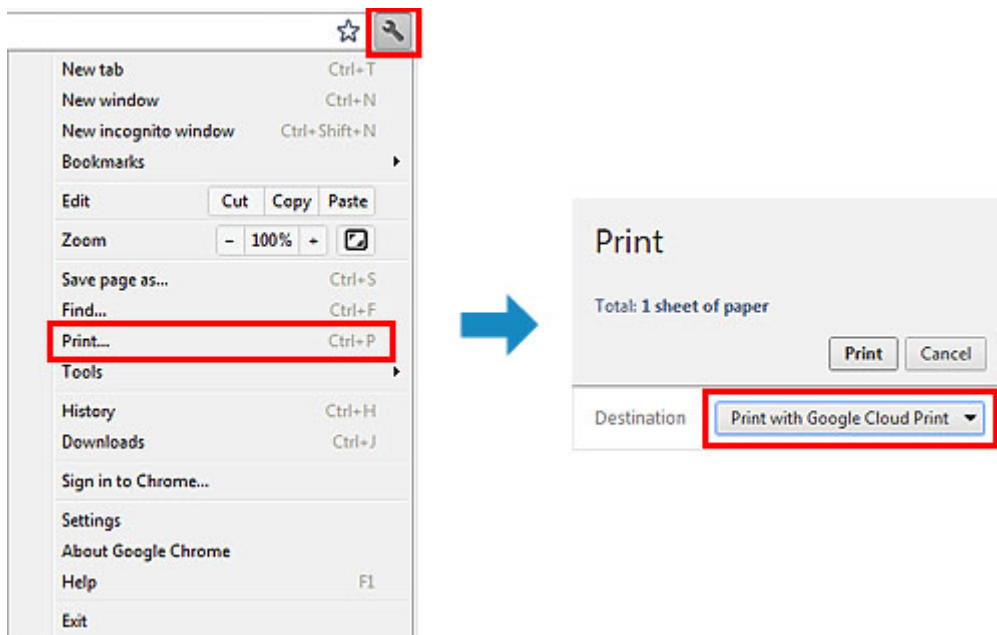 New tab Ctrl+T
New window Ctrl+N
New incognito window Ctrl+Shift+N
Bookmarks
Edit Cut Copy Paste
Zoom - 100% +
Save page as... Ctrl+S
Find... Ctrl+F
Print... Ctrl+P
Tools
History Ctrl+H
Downloads Ctrl+J
Sign in to Chrome...
Settings
About Google Chrome
Help F1
Exit
Print
Total: 1 sheet of paper
Print Cancel
Destination Print with Google Cloud Print